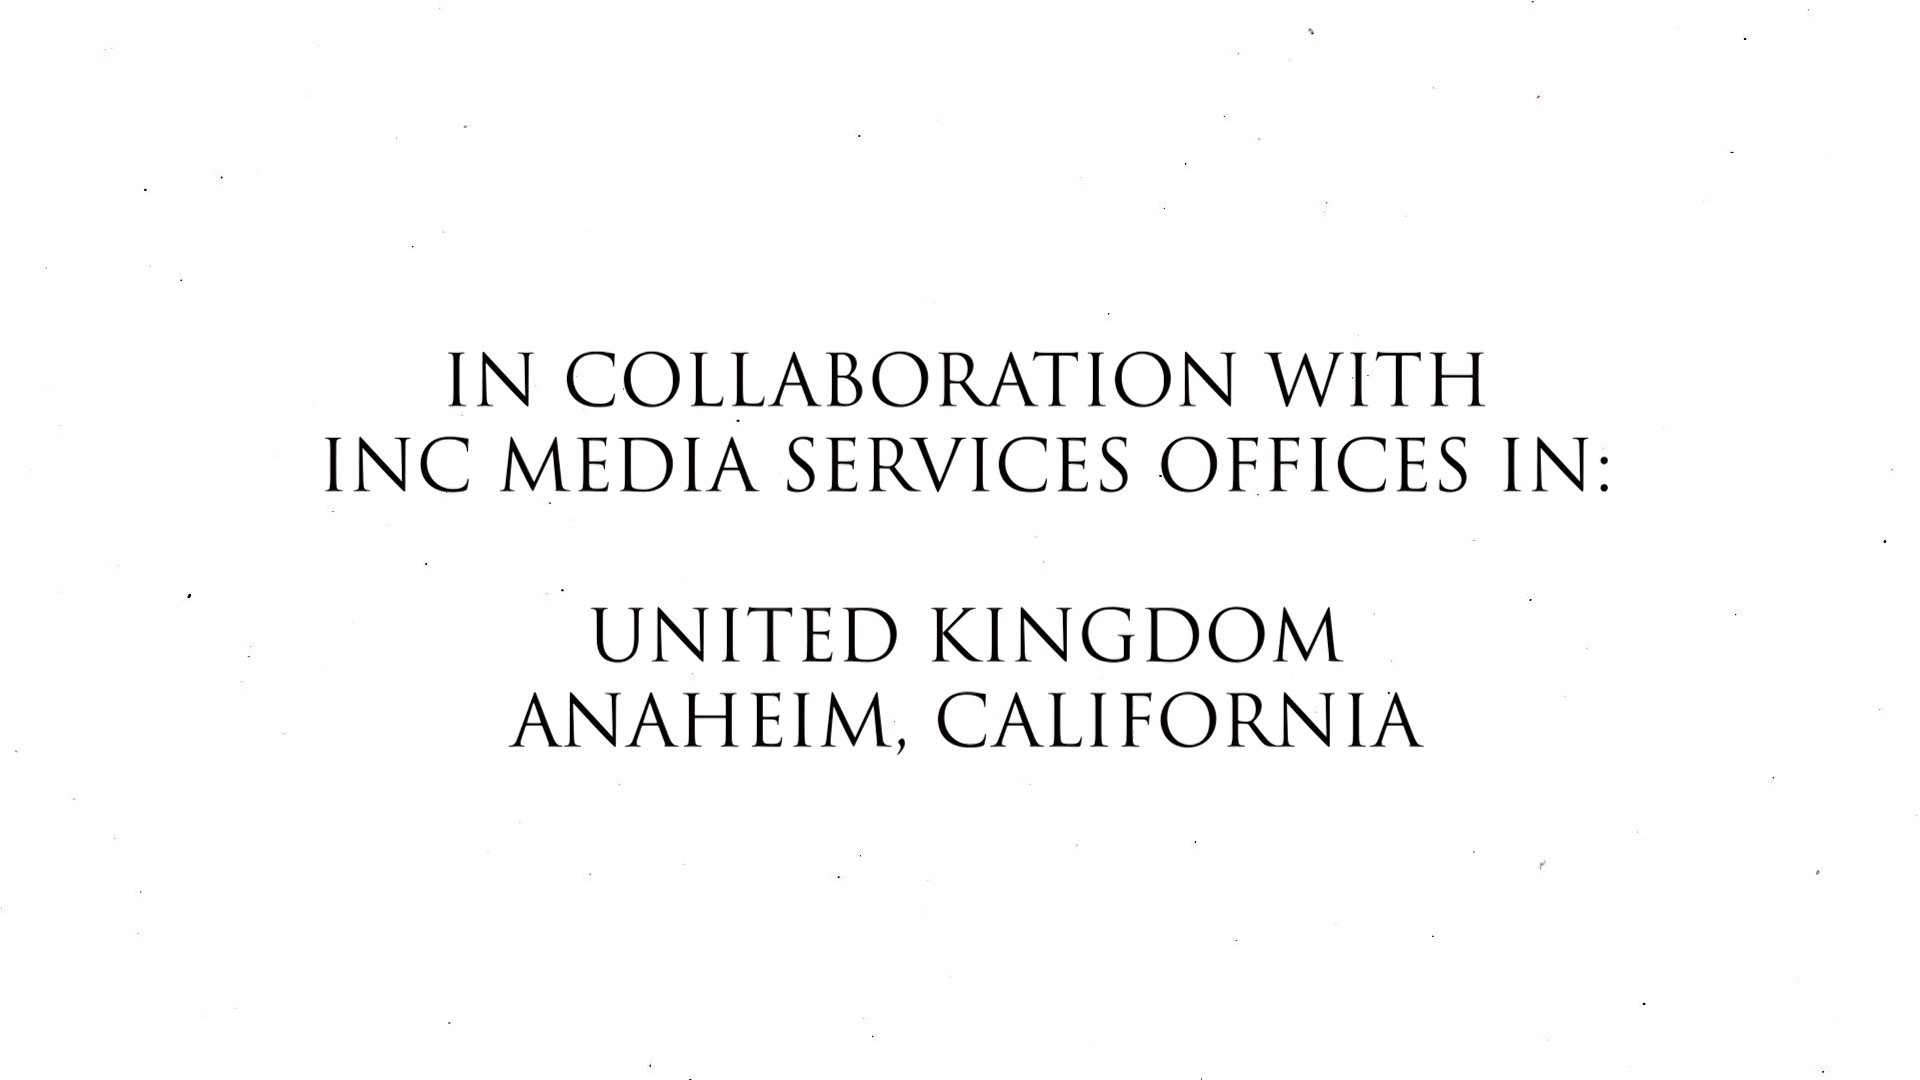 IN COLLABORATION WITH
INC MEDIA SERVICES OFFICES IN:
UNITED KINGDOM
ANAHEIM, CALIFORNIA